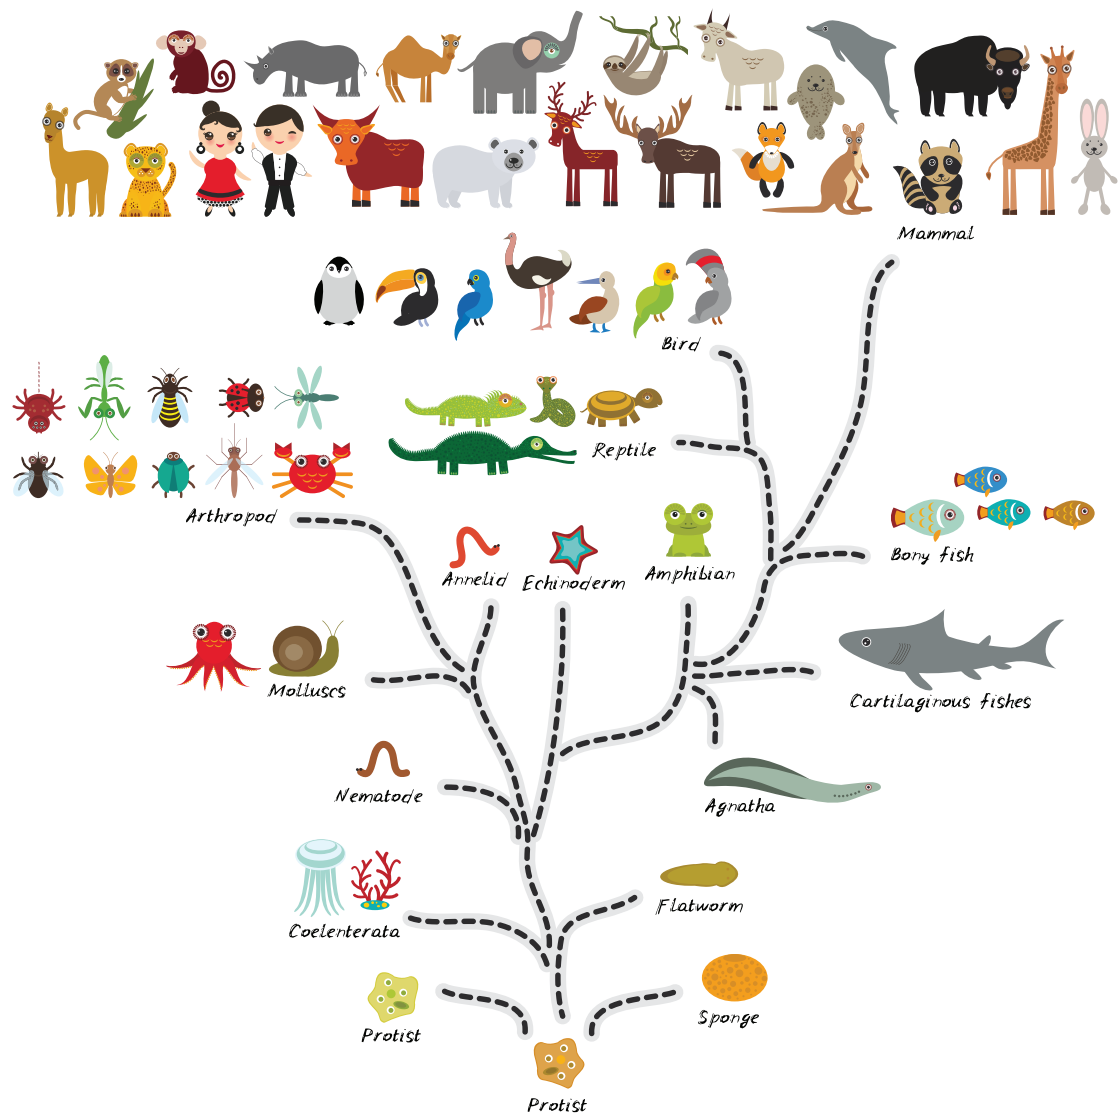 Mammal
Bird
Reptile
Arthropod
Bony fish
Annelid
Echinoderm
Amphibian
Molluscs
Cartilaginous fishes
Nematode
Agnatha
Coelenterata
Flatworm
Protist
Sponge
Protist